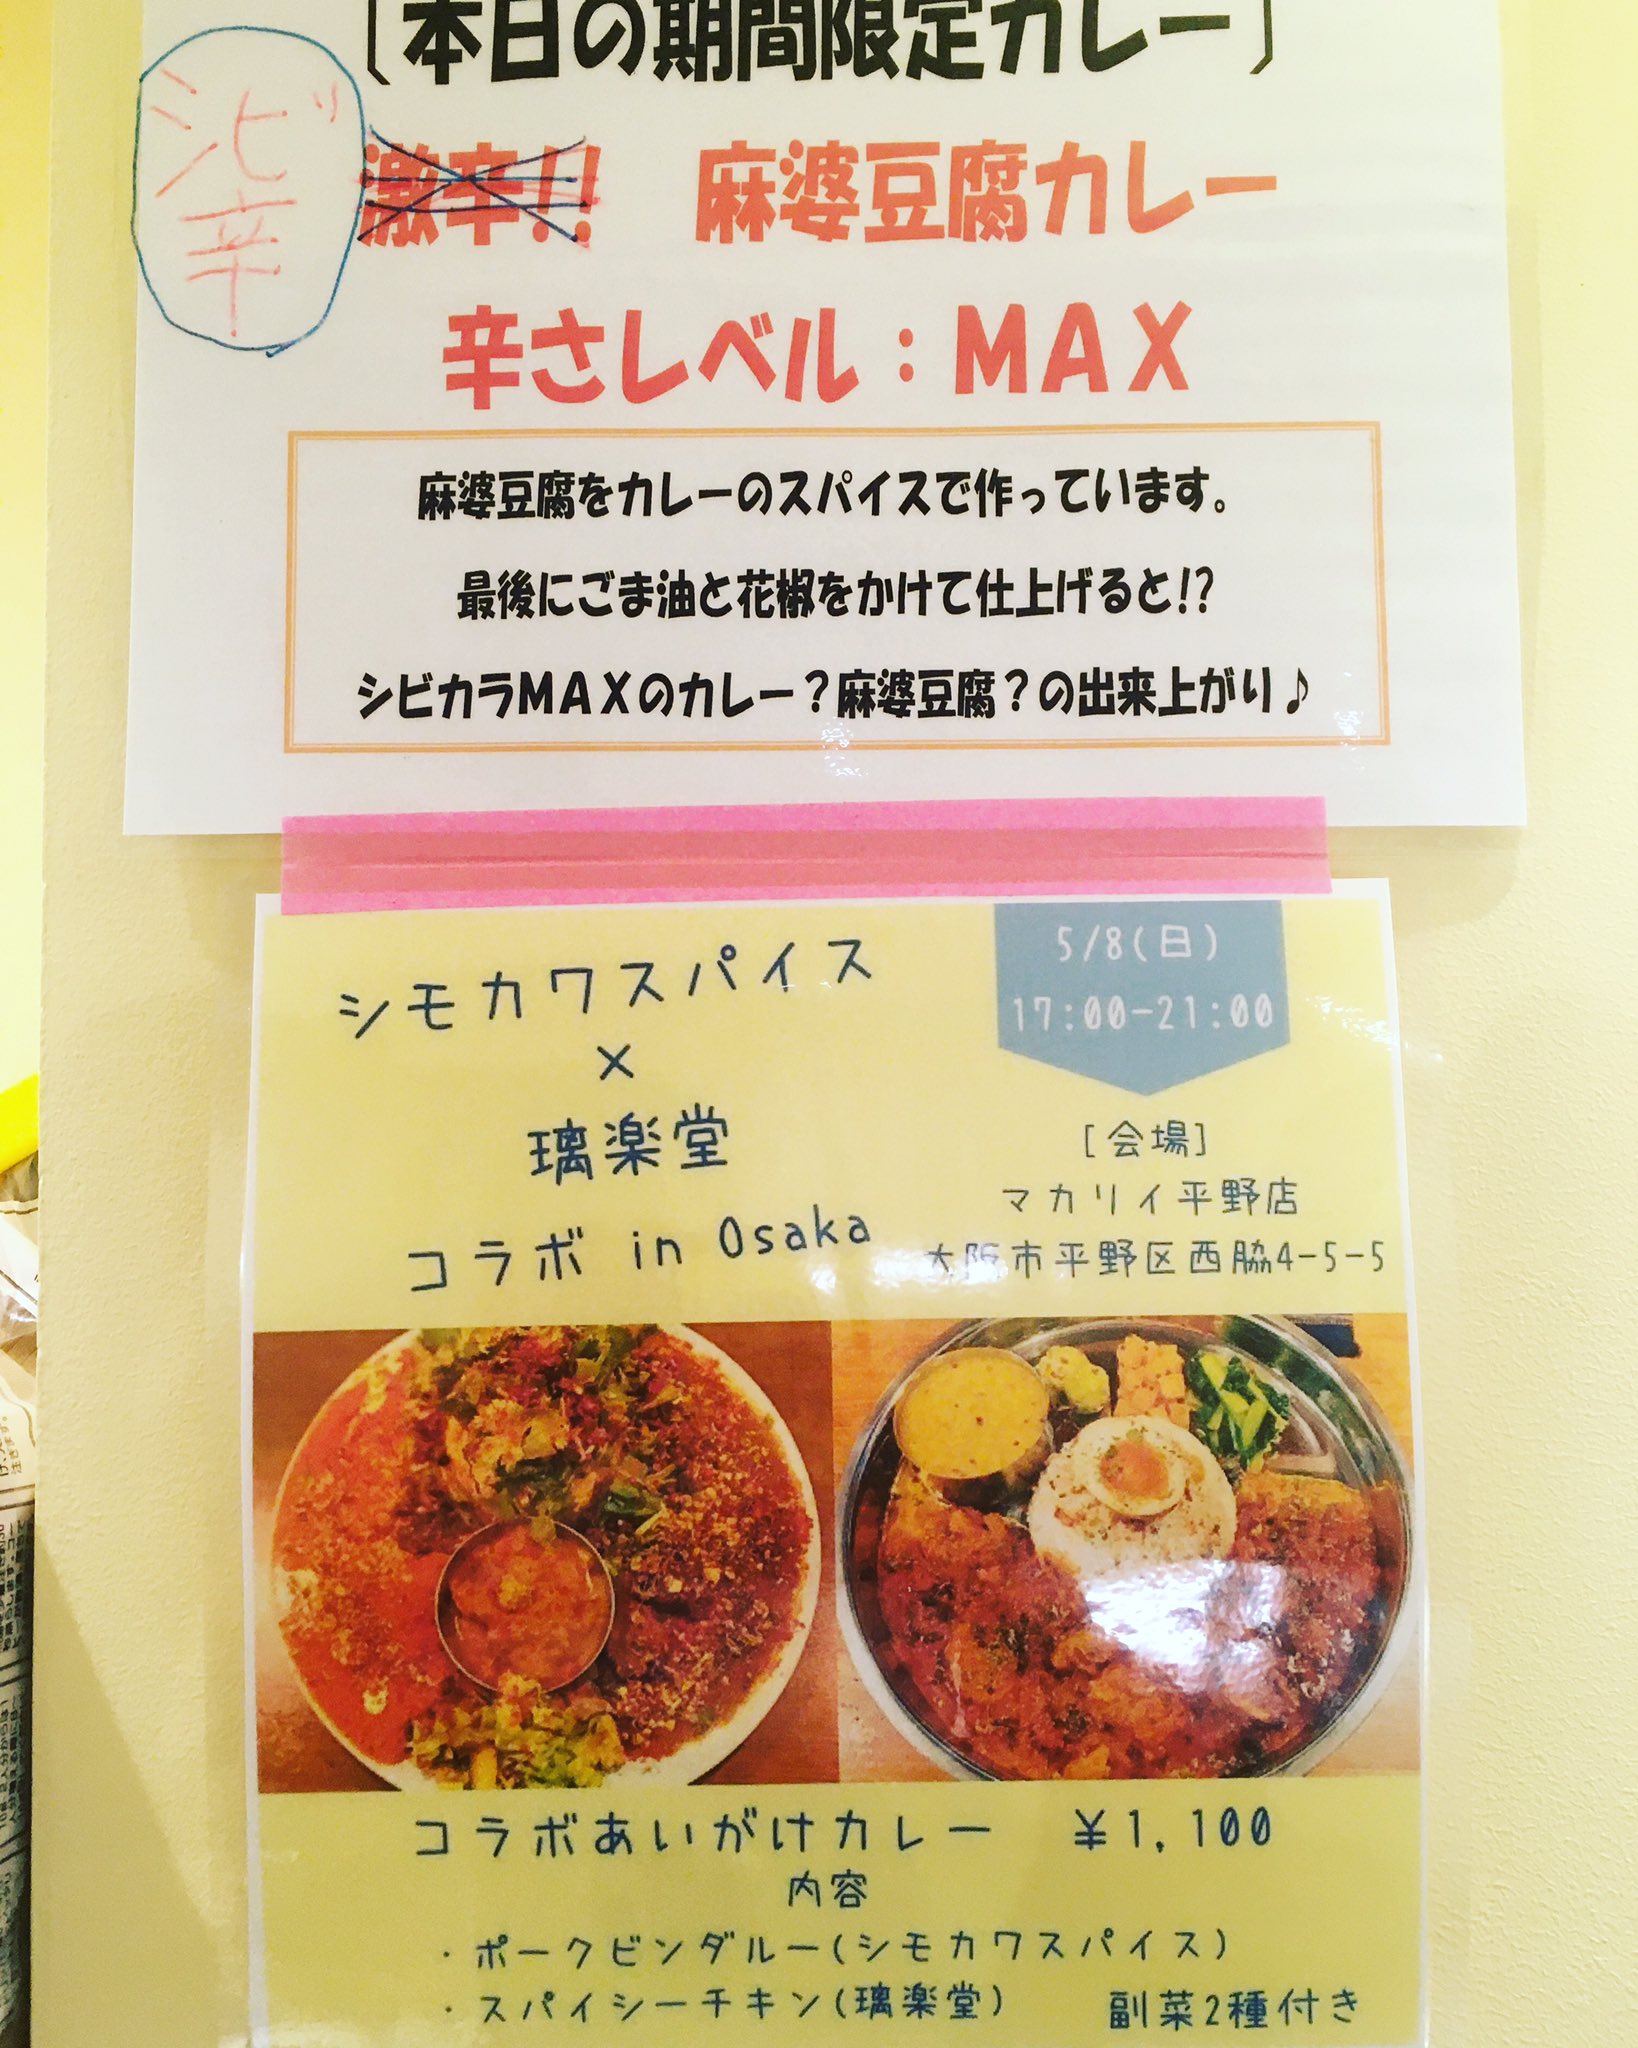 〔本日の期間限定カレー〕
シビ辛
激辛!! 麻婆豆腐カレー
辛さレベル：MAX
麻婆豆腐をカレーのスパイスで作っています。
最後にごま油と花椒をかけて仕上げると!?
シビカラMAXのカレー？麻婆豆腐？の出来上がり♪
シモカワスパイス
×
璃楽堂
コラボ in Osaka
5/8(日)
17:00-21:00
[会場]
マカリイ平野店
大阪市平野区西脇4-5-5
コラボあいがけカレー ¥1,100
内容
・ポークビンダルー(シモカワスパイス)
・スパイシーチキン(璃楽堂) 副菜2種付き